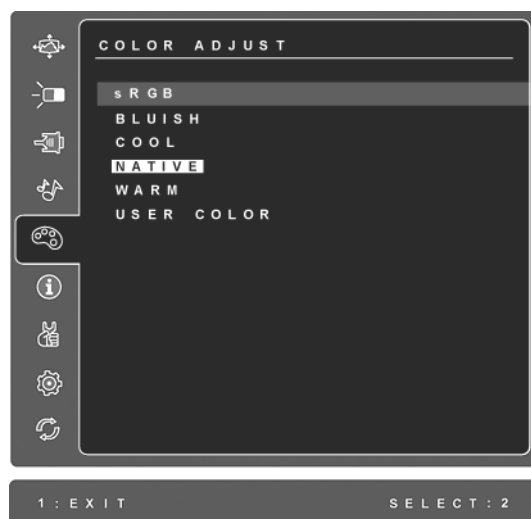 COLOR ADJUST
sRGB
BLUISH
COOL
NATIVE
WARM
USER COLOR
1:EXIT SELECT:2